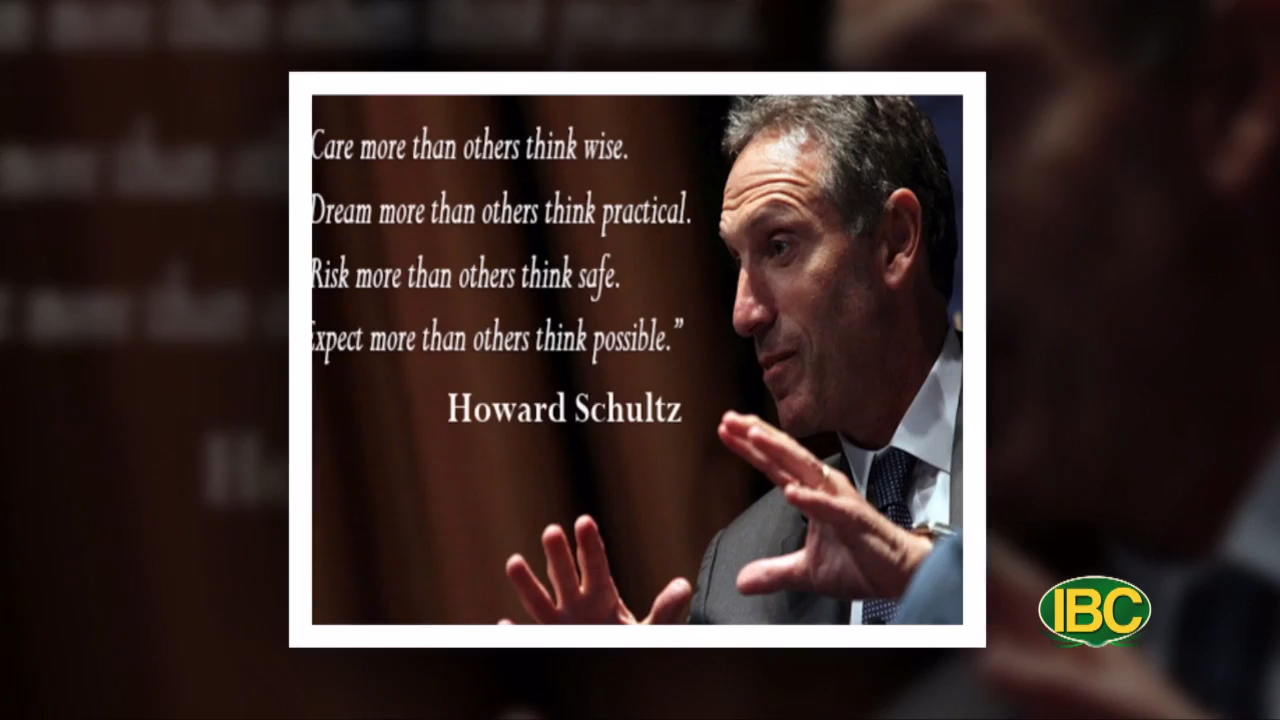 Care more than others think wise.
Dream more than others think practical.
Risk more than others think safe.
Expect more than others think possible.”
Howard Schultz
IBC